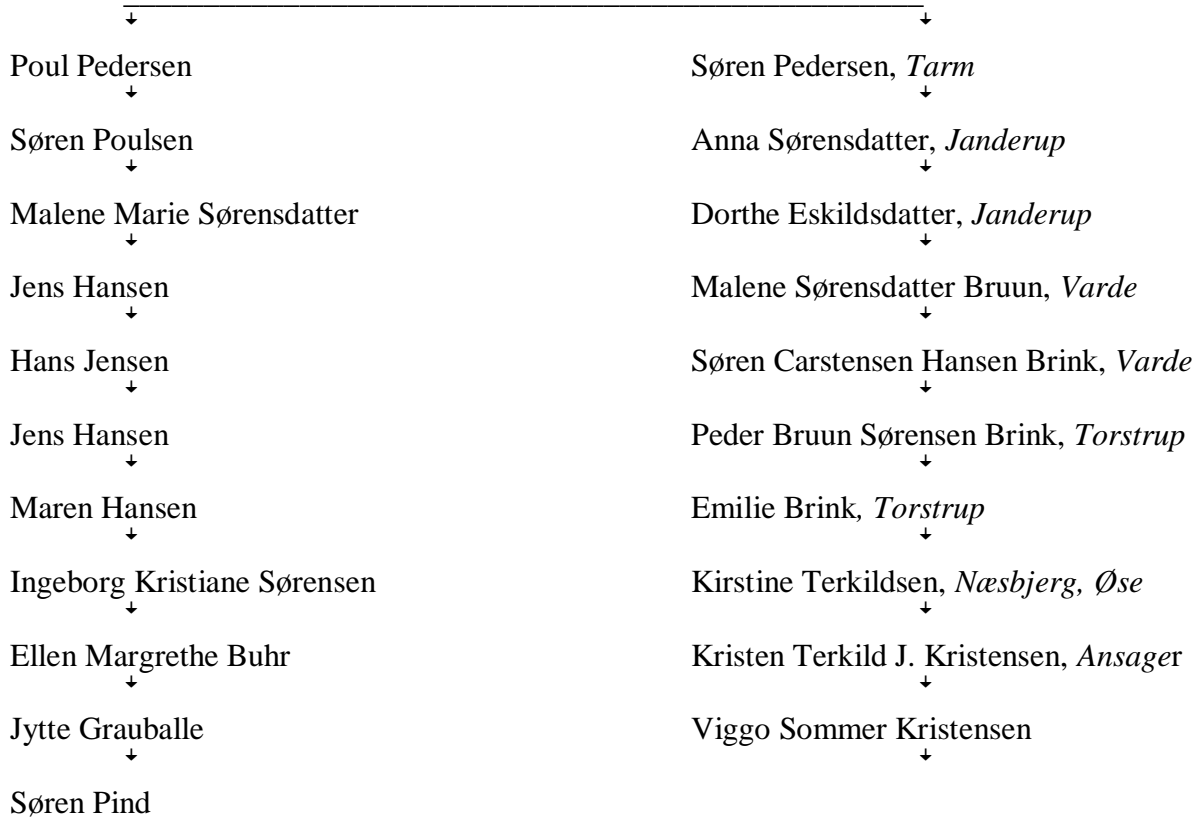 Poul Pedersen Søren Pedersen, Tarm
Søren Poulsen Anna Sørensdatter, Janderup
Malene Marie Sørensdatter Dorthe Eskildsdatter, Janderup
Jens Hansen Malene Sørensdatter Bruun, Varde
Hans Jensen Søren Carstensen Hansen Brink, Varde
Jens Hansen Peder Bruun Sørensen Brink, Torstrup
Maren Hansen Emilie Brink, Torstrup
Ingeborg Kristiane Sørensen Kirstine Terkildsen, Næsbjerg, Øse
Ellen Margrethe Buhr Kristen Terkild J. Kristensen, Ansager
Jytte Grauballe Viggo Sommer Kristensen
Søren Pind